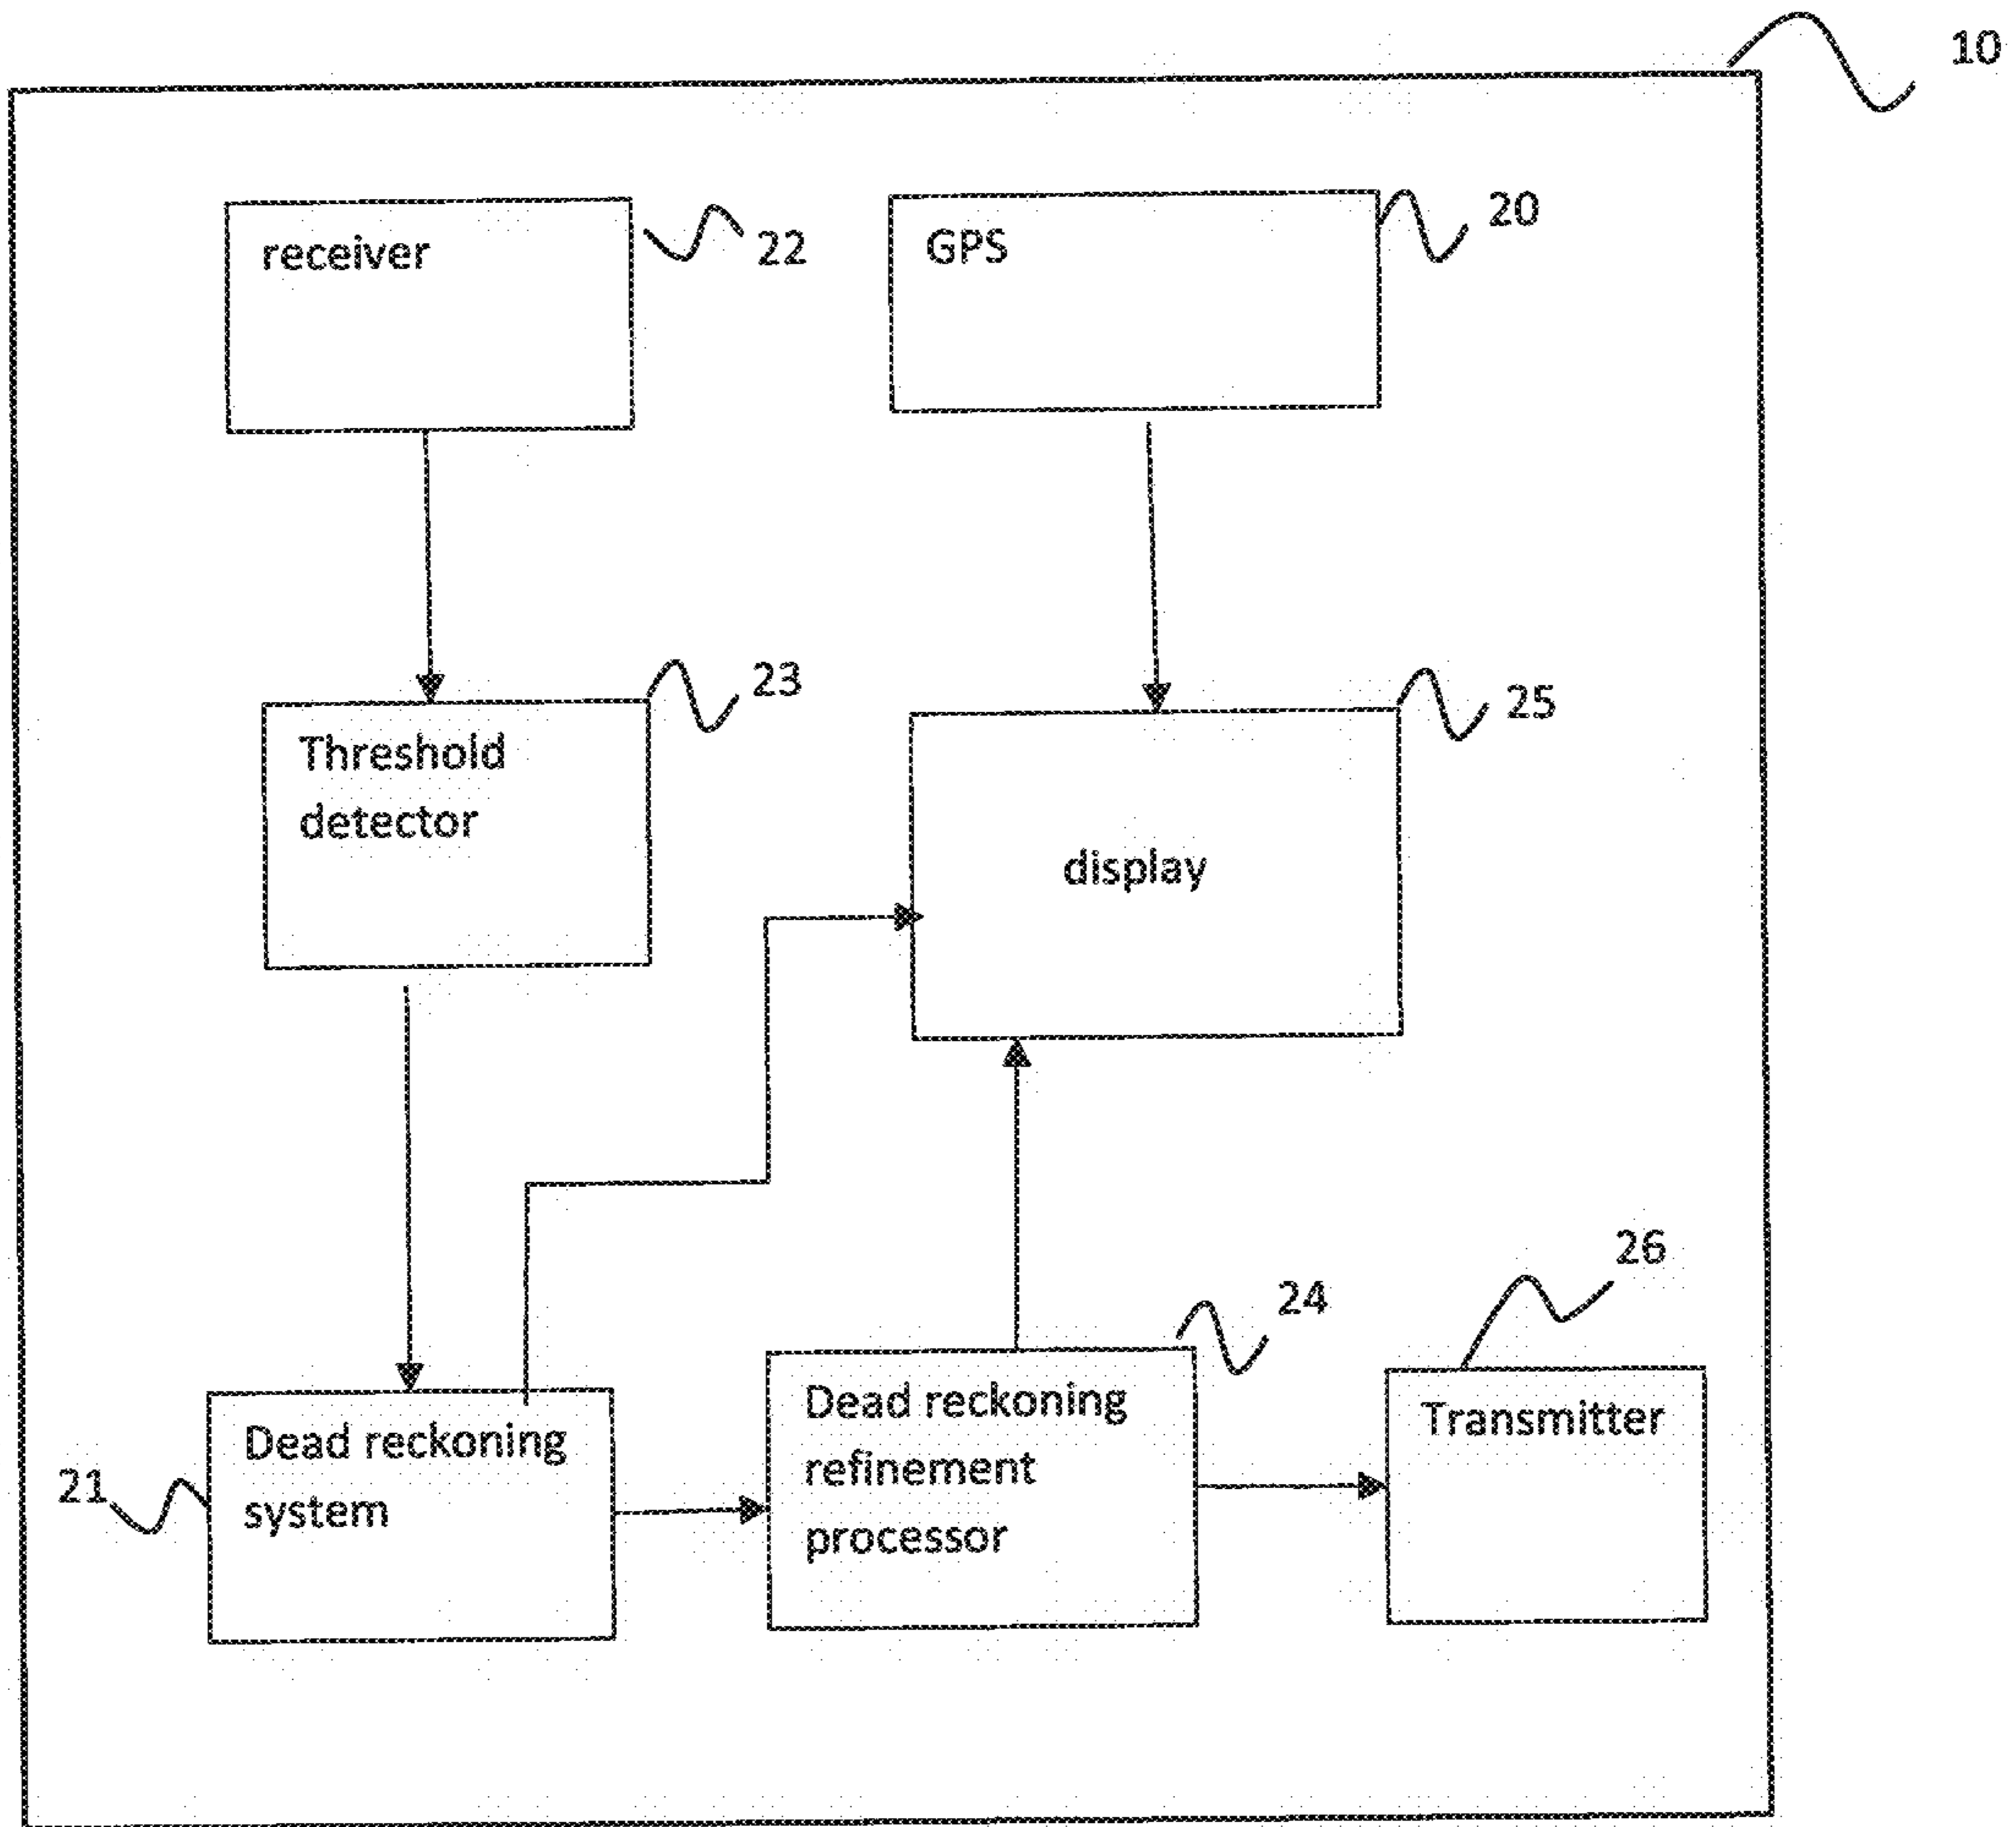 10
receiver
22
GPS
20
Threshold
detector
23
display
25
Dead reckoning
system
21
Dead reckoning
refinement
processor
24
Transmitter
26